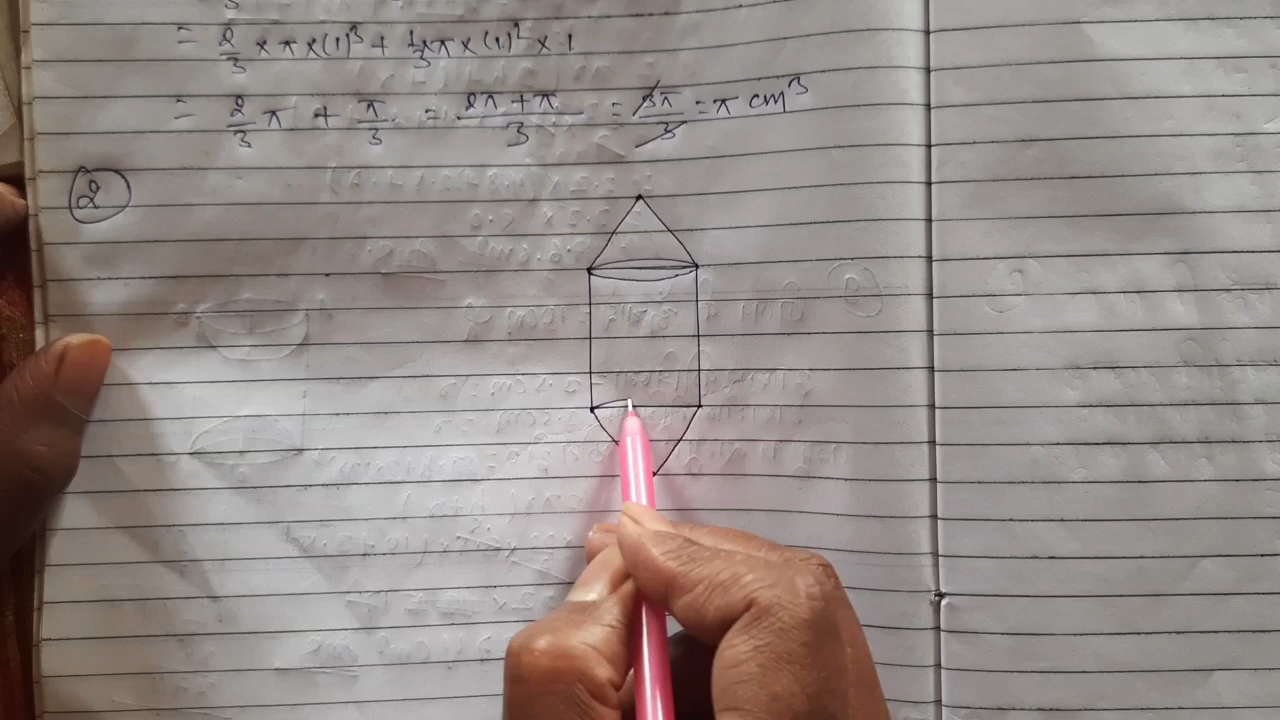 = 2/3 × π × (1)³ + 1/3 × π × (1)² × 1
= 2/3 π + π/3 = 2π + π/3 = 3π/3 = π cm³
2